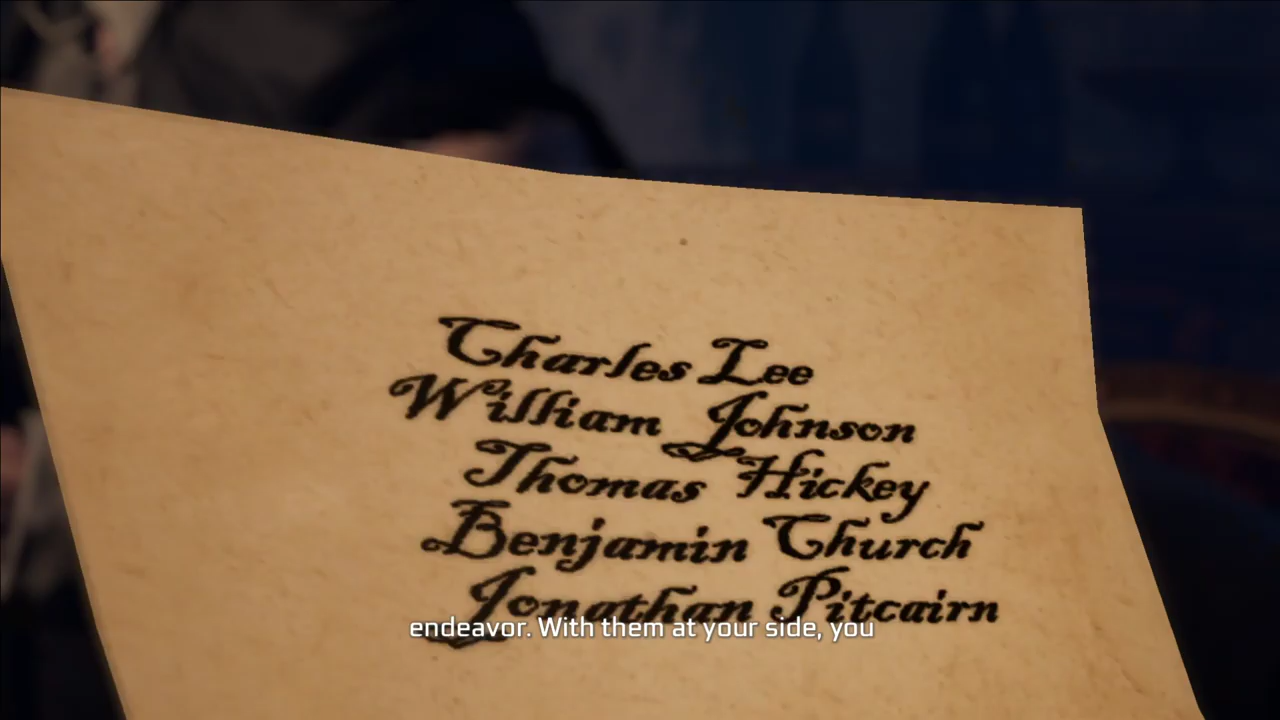 Charles Lee
William Johnson
Thomas Hickey
Benjamin Church
Jonathan Pitcairn
endeavor. With them at your side, you